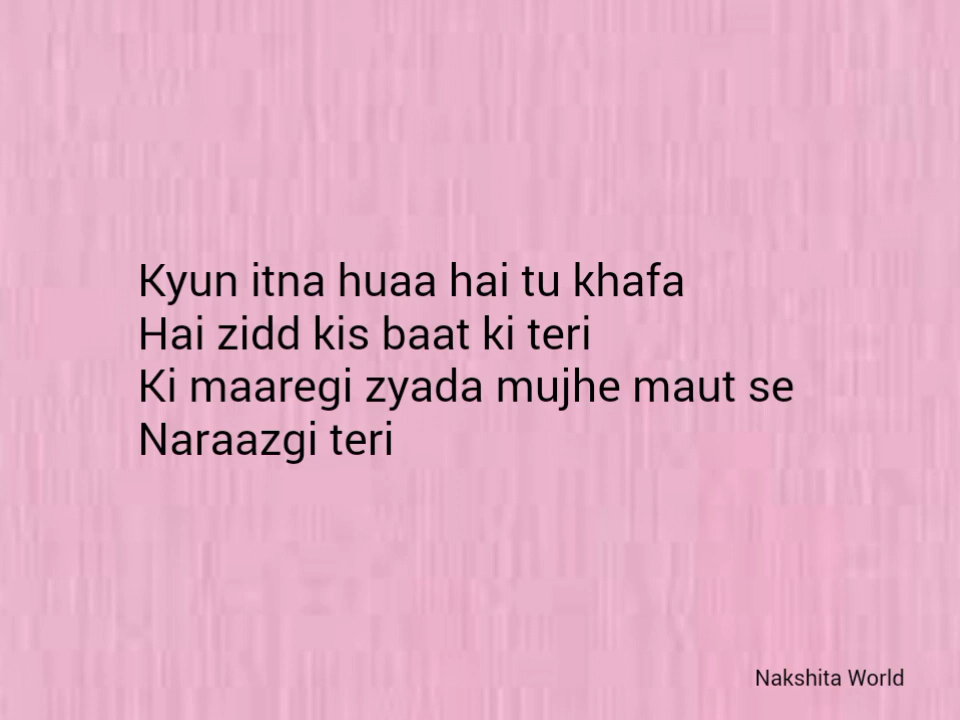 Kyun itna huaa hai tu khafa
Hai zidd kis baat ki teri
Ki maaregi zyada mujhe maut se
Naraazgi teri
Nakshita World